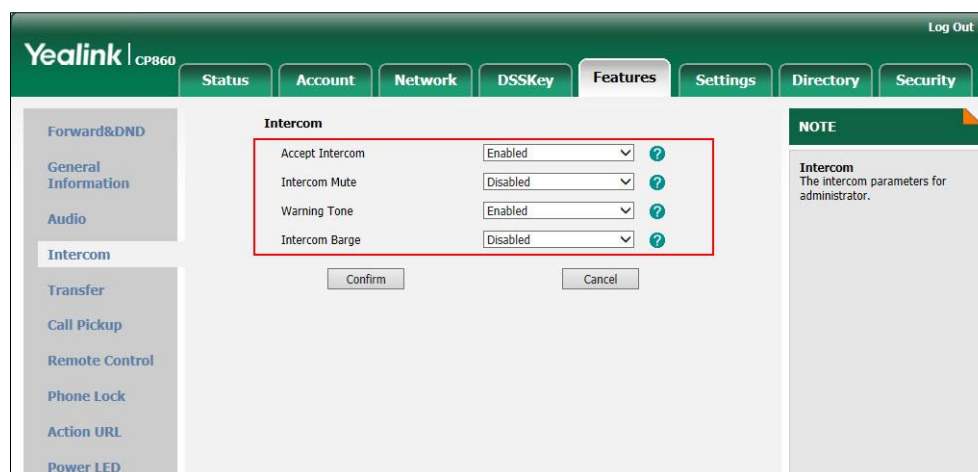 Log Out
Yealink CP860
Status Account Network DSSKey Features Settings Directory Security
Forward&DND
General
Information
Audio
Intercom
Transfer
Call Pickup
Remote Control
Phone Lock
Action URL
Power LED
Intercom
Accept Intercom Enabled ?
Intercom Mute Disabled ?
Warning Tone Enabled ?
Intercom Barge Disabled ?
Confirm Cancel
NOTE
Intercom
The intercom parameters for
administrator.